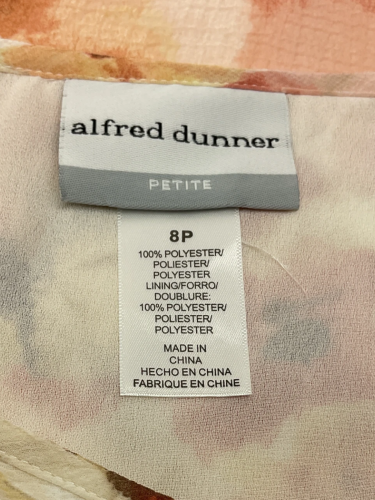 alfred dunner
PETITE
8P
100% POLYESTER/
POLIESTER/
POLYESTER
LINING/FORRO/
DOUBLURE:
100% POLYESTER/
POLIESTER/
POLYESTER
MADE IN
CHINA
HECHO EN CHINA
FABRIQUE EN CHINE